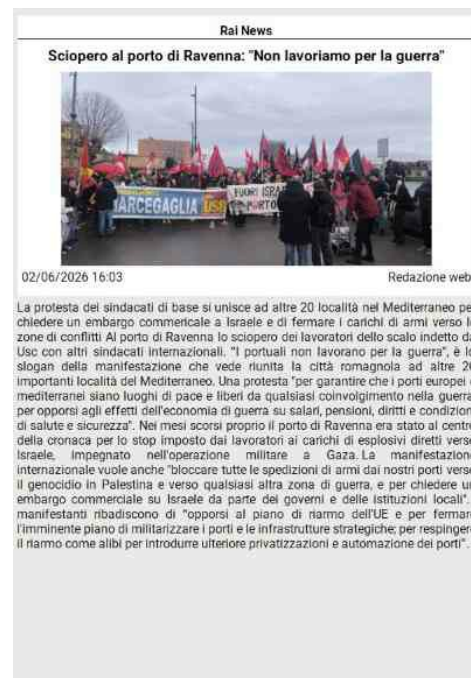 Rai News
Sciopero al porto di Ravenna: "Non lavoriamo per la guerra"
MARCEGAGLIA USB
FUORI ISRA
PORTO
02/06/2026 16:03 Redazione web
La protesta dei sindacati di base si unisce ad altre 20 località nel Mediterraneo pe
chiedere un embargo commericale a Israele e di fermare i carichi di armi verso l
zone di conflitti Al porto di Ravenna lo sciopero dei lavoratori dello scalo indetto da
Usc con altri sindacati internazionali. "I portuali non lavorano per la guerra", è l
slogan della manifestazione che vede riunita la città romagnola ad altre 20
importanti località del Mediterraneo. Una protesta "per garantire che i porti europei
mediterranei siano luoghi di pace e liberi da qualsiasi coinvolgimento nella guerra
per opporsi agli effetti dell'economia di guerra su salari, pensioni, diritti e condizion
di salute e sicurezza". Nei mesi scorsi proprio il porto di Ravenna era stato al centro
della cronaca per lo stop imposto dai lavoratori ai carichi di esplosivi diretti verso
Israele, impegnato nell'operazione militare a Gaza. La manifestazione
internazionale vuole anche "bloccare tutte le spedizioni di armi dai nostri porti verso
il genocidio in Palestina e verso qualsiasi altra zona di guerra, e per chiedere un
embargo commerciale su Israele da parte dei governi e delle istituzioni locali".
manifestanti ribadiscono di "opporsi al piano di riarmo dell'UE e per fermare
l'imminente piano di militarizzare i porti e le infrastrutture strategiche; per respingere
il riarmo come alibi per introdurre ulteriore privatizzazioni e automazione dei porti".